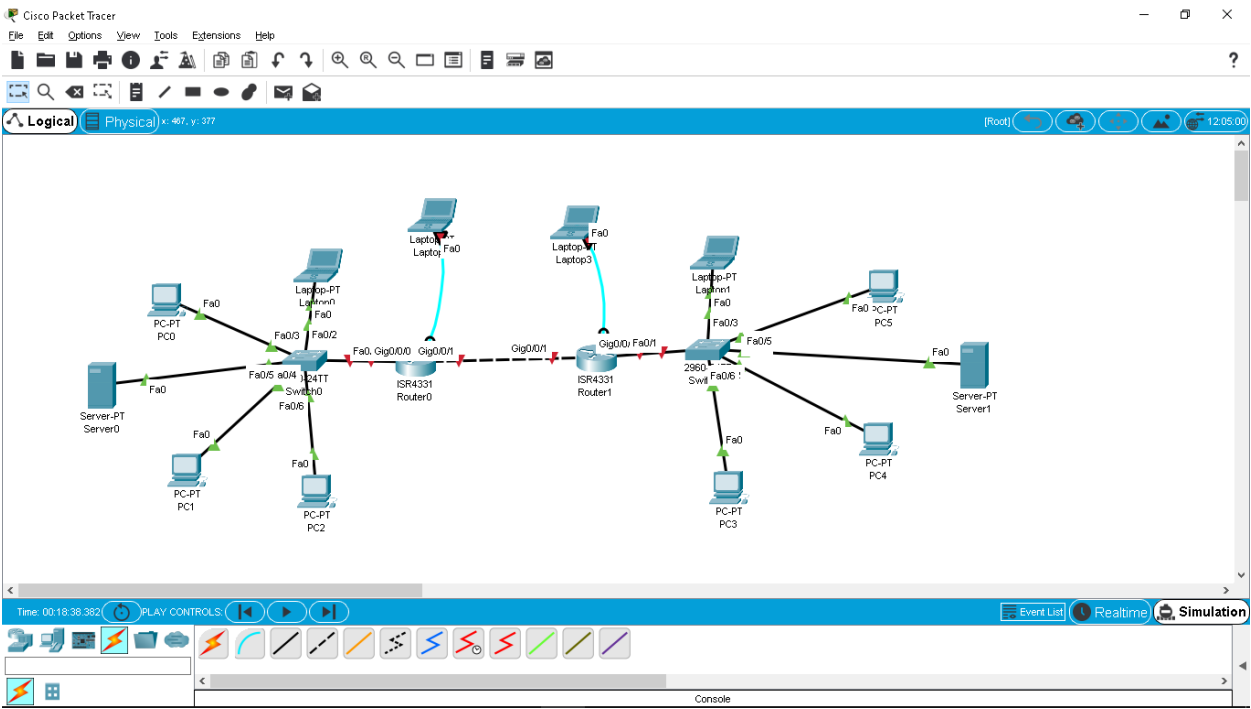 Cisco Packet Tracer
File Edit Options View Tools Extensions Help
?
Logical Physical x: 467, y: 377 [Root] 12:05:00
Laptop
Fa0
Fa0
Laptop3
Laptop-PT
Laptop0
Fa0
Laptop-PT
Laptop1
Fa0
Fa0
PC-PT
PC0
Fa0
PC-PT
PC5
Fa0/3 Fa0/2
Fa0/3
Fa0/5
Gig0/0/0 Gig0/0/1
Gig0/0/1
Fa0/1
Fa0
Server-PT
Server0
Fa0/5
24TT
Switch0
Fa0/6
ISR4331
Router0
ISR4331
Router1
2960-
Fa0/6
Fa0
Server-PT
Server1
Fa0
PC-PT
PC1
Fa0
PC-PT
PC2
Fa0
PC-PT
PC3
Fa0
PC-PT
PC4
Time: 00:18:38.382 PLAY CONTROLS: Event List Realtime Simulation
Console